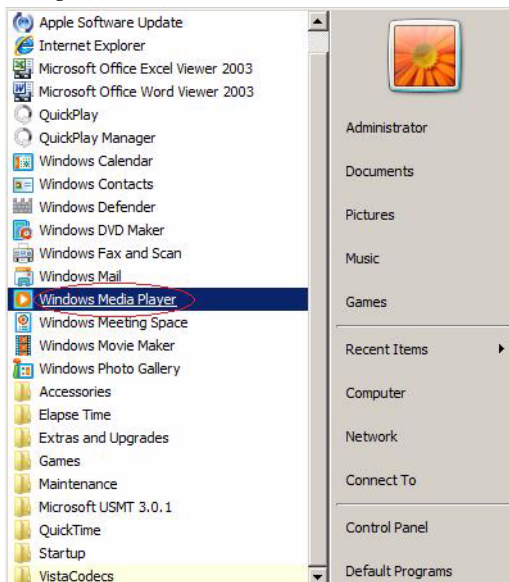 Apple Software Update
Internet Explorer
Microsoft Office Excel Viewer 2003
Microsoft Office Word Viewer 2003
QuickPlay
QuickPlay Manager
Windows Calendar
Windows Contacts
Windows Defender
Windows DVD Maker
Windows Fax and Scan
Windows Mail
Windows Media Player
Windows Meeting Space
Windows Movie Maker
Windows Photo Gallery
Accessories
Elapse Time
Extras and Upgrades
Games
Maintenance
Microsoft USMT 3.0.1
QuickTime
Startup
VistaCodecs
Administrator
Documents
Pictures
Music
Games
Recent Items
Computer
Network
Connect To
Control Panel
Default Programs